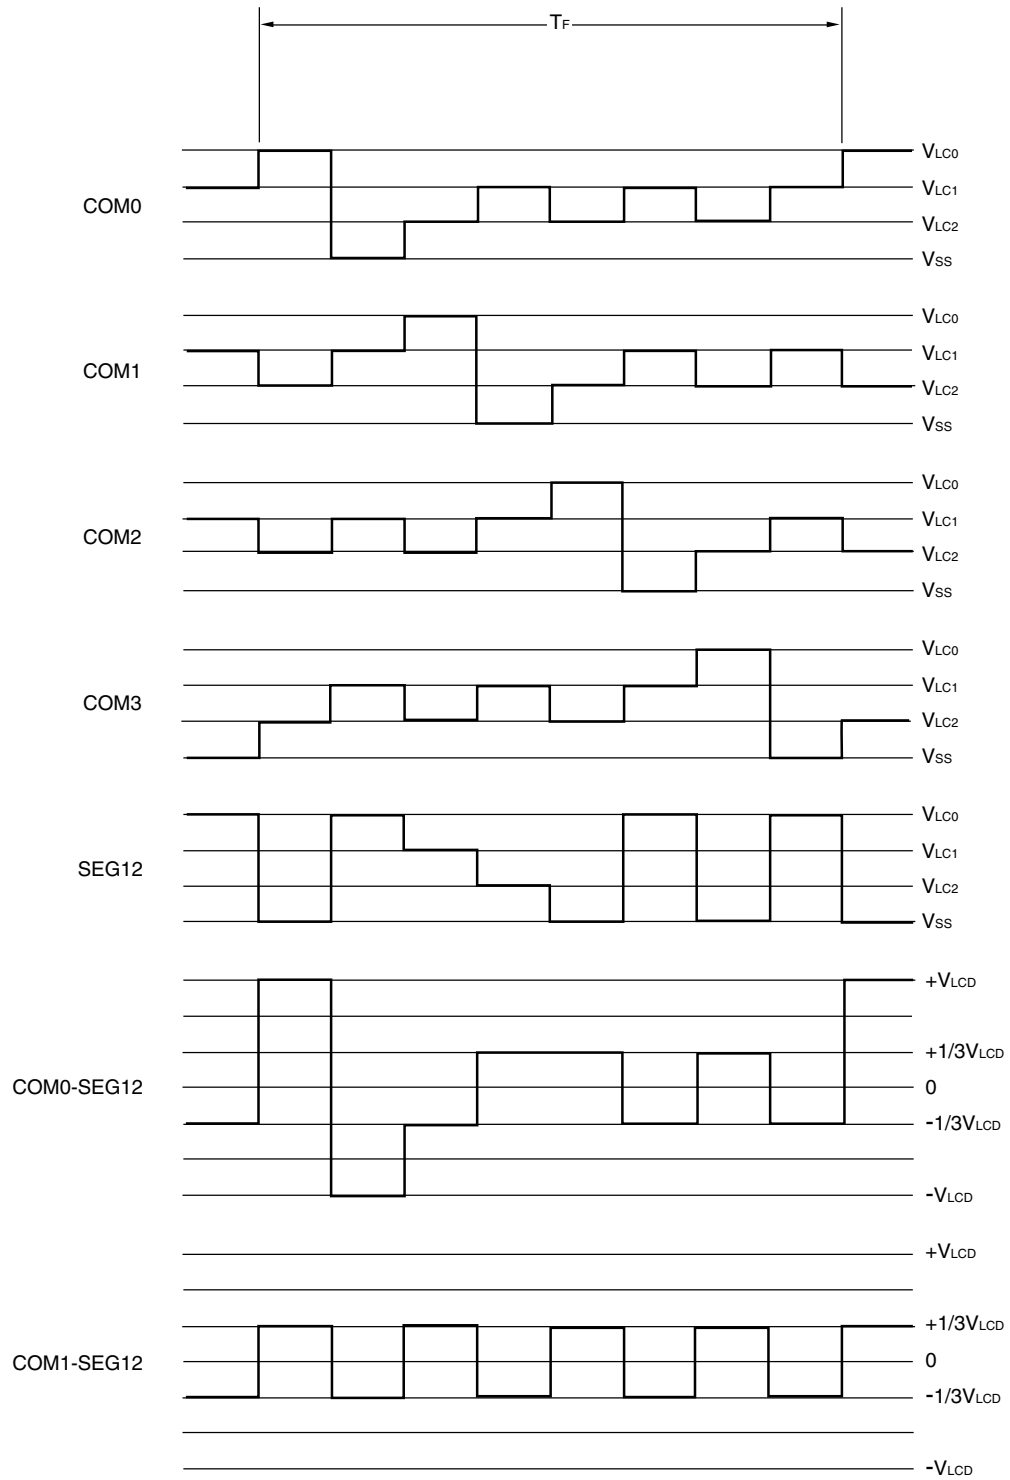 TF
COM0
VLC0
VLC1
VLC2
VSS
COM1
VLC0
VLC1
VLC2
VSS
COM2
VLC0
VLC1
VLC2
VSS
COM3
VLC0
VLC1
VLC2
VSS
SEG12
VLC0
VLC1
VLC2
VSS
COM0-SEG12
+VLCD
+1/3VLCD
0
-1/3VLCD
-VLCD
COM1-SEG12
+VLCD
+1/3VLCD
0
-1/3VLCD
-VLCD